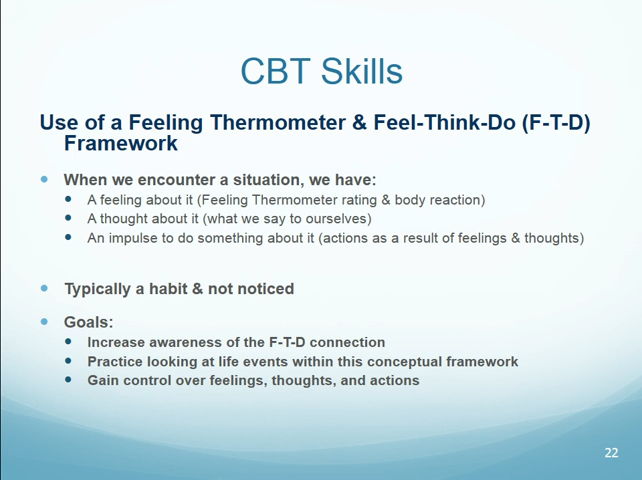 CBT Skills
Use of a Feeling Thermometer & Feel-Think-Do (F-T-D)
Framework
When we encounter a situation, we have:
A feeling about it (Feeling Thermometer rating & body reaction)
A thought about it (what we say to ourselves)
An impulse to do something about it (actions as a result of feelings & thoughts)
Typically a habit & not noticed
Goals:
Increase awareness of the F-T-D connection
Practice looking at life events within this conceptual framework
Gain control over feelings, thoughts, and actions
22